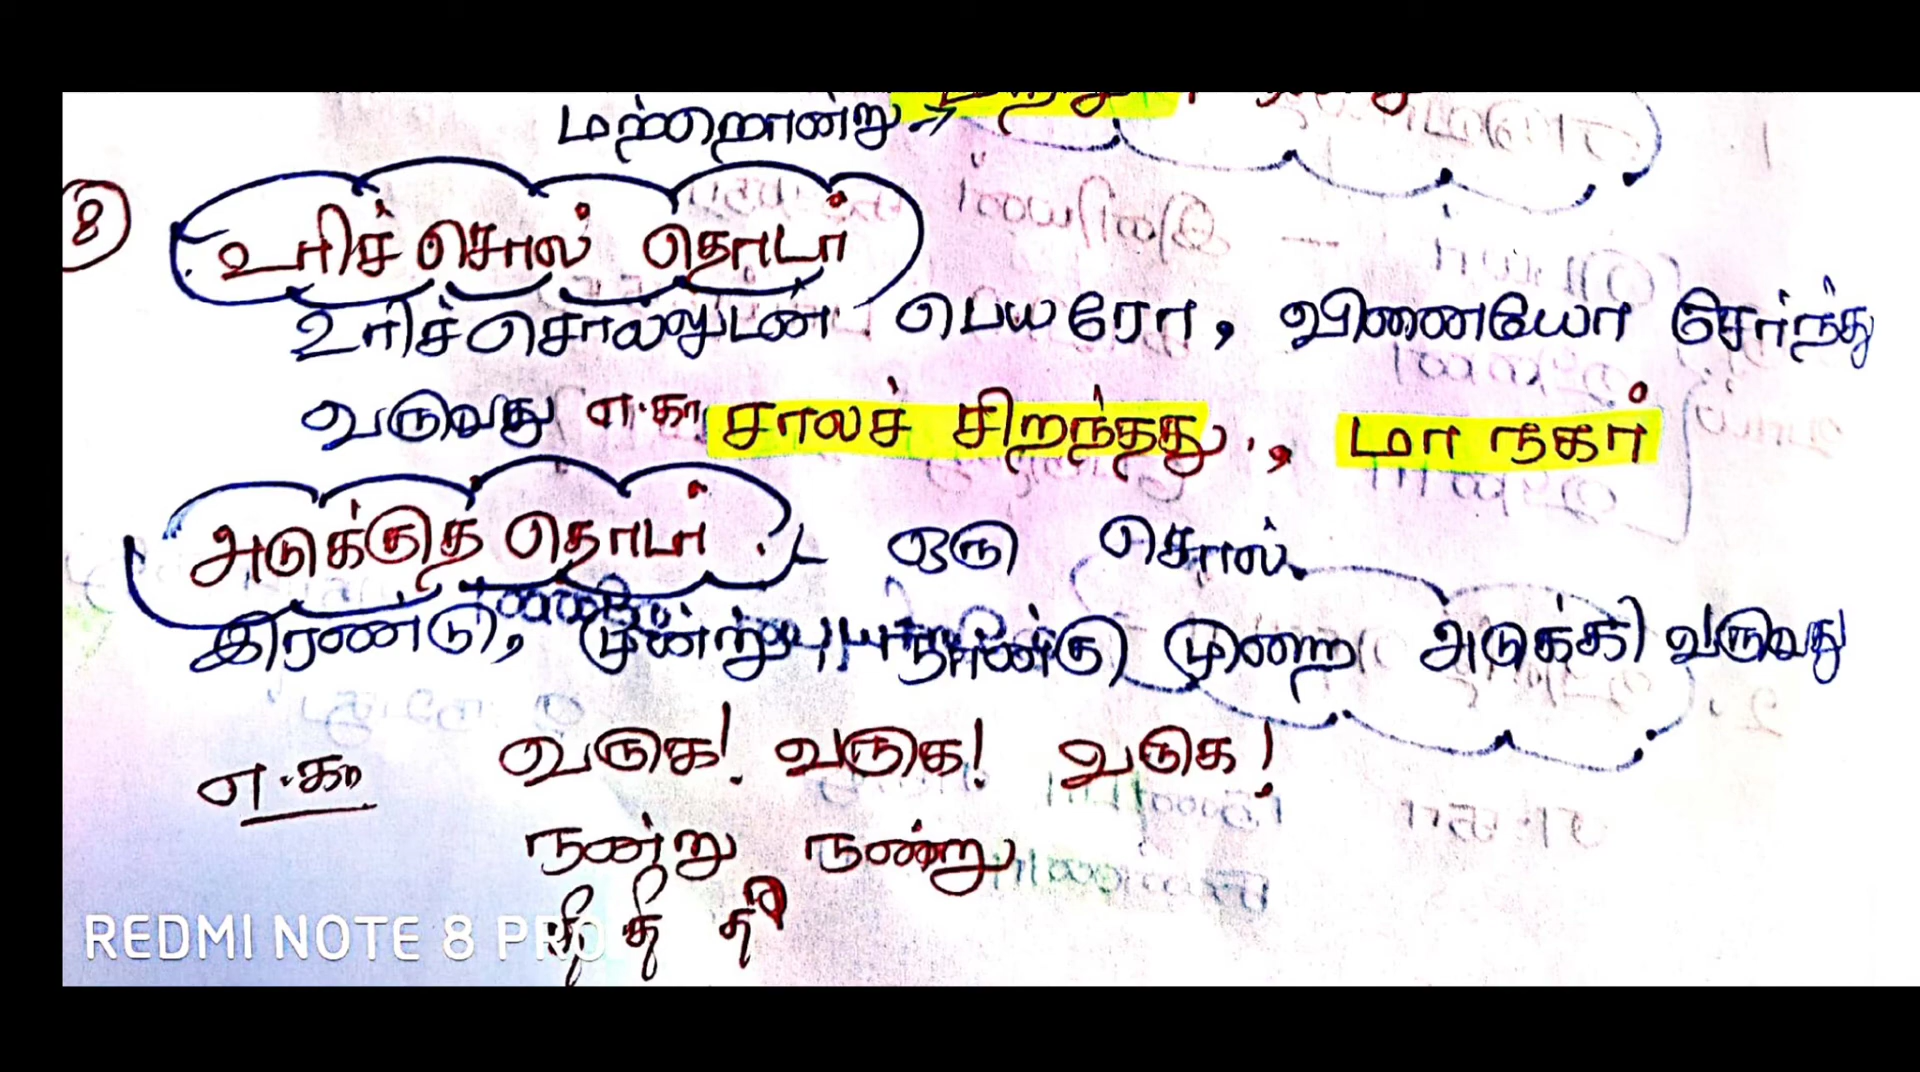 மற்றொன்று →
8 உரிச்சொல் தொடர்
உரிச்சொல்லுடன் பெயரோ, வினையோ சேர்ந்து
வருவது எ.கா சாலச் சிறந்தது., மா நகர்
அடுக்குத் தொடர் - ஒரு சொல்
இரண்டு, மூன்று நான்கு முறை அடுக்கி வருவது
எ.கா வருக! வருக! வருக!
நன்று நன்று
தீ தீ தீ
REDMI NOTE 8 PRO